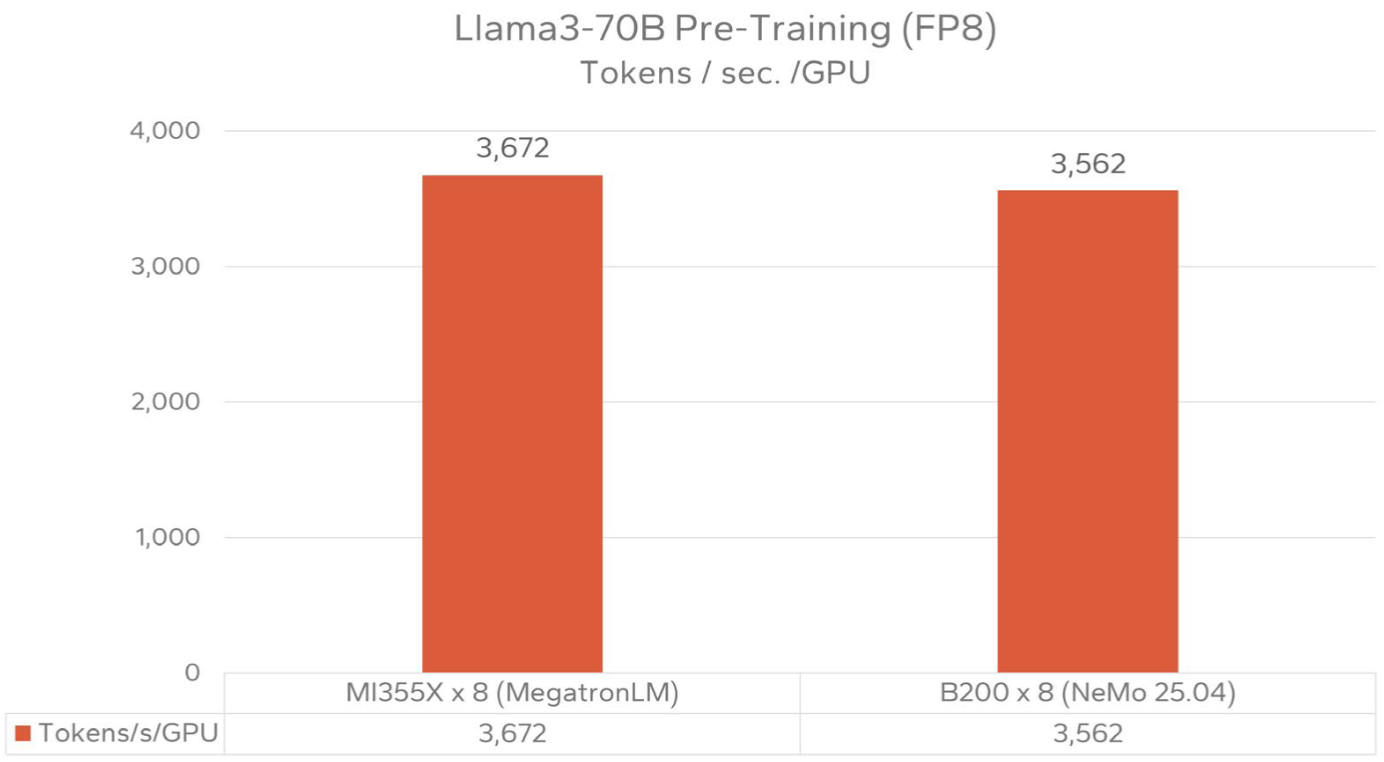 Llama3-70B Pre-Training (FP8)
Tokens / sec. /GPU
4,000
3,672
3,562
3,000
2,000
1,000
0
MI355X x 8 (MegatronLM)
B200 x 8 (NeMo 25.04)
Tokens/s/GPU
3,672
3,562